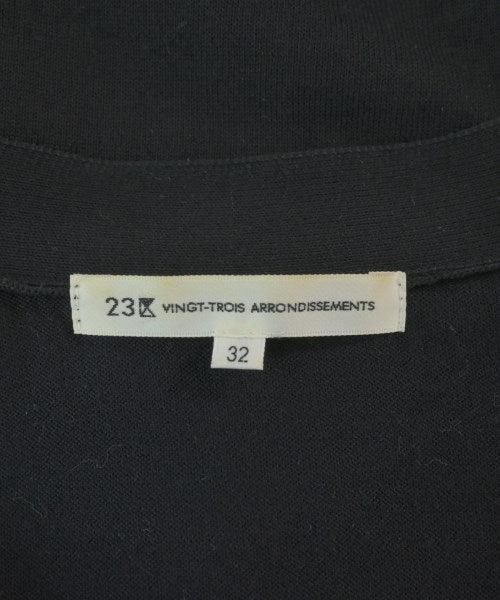 23区 VINGT-TROIS ARRONDISSEMENTS
32